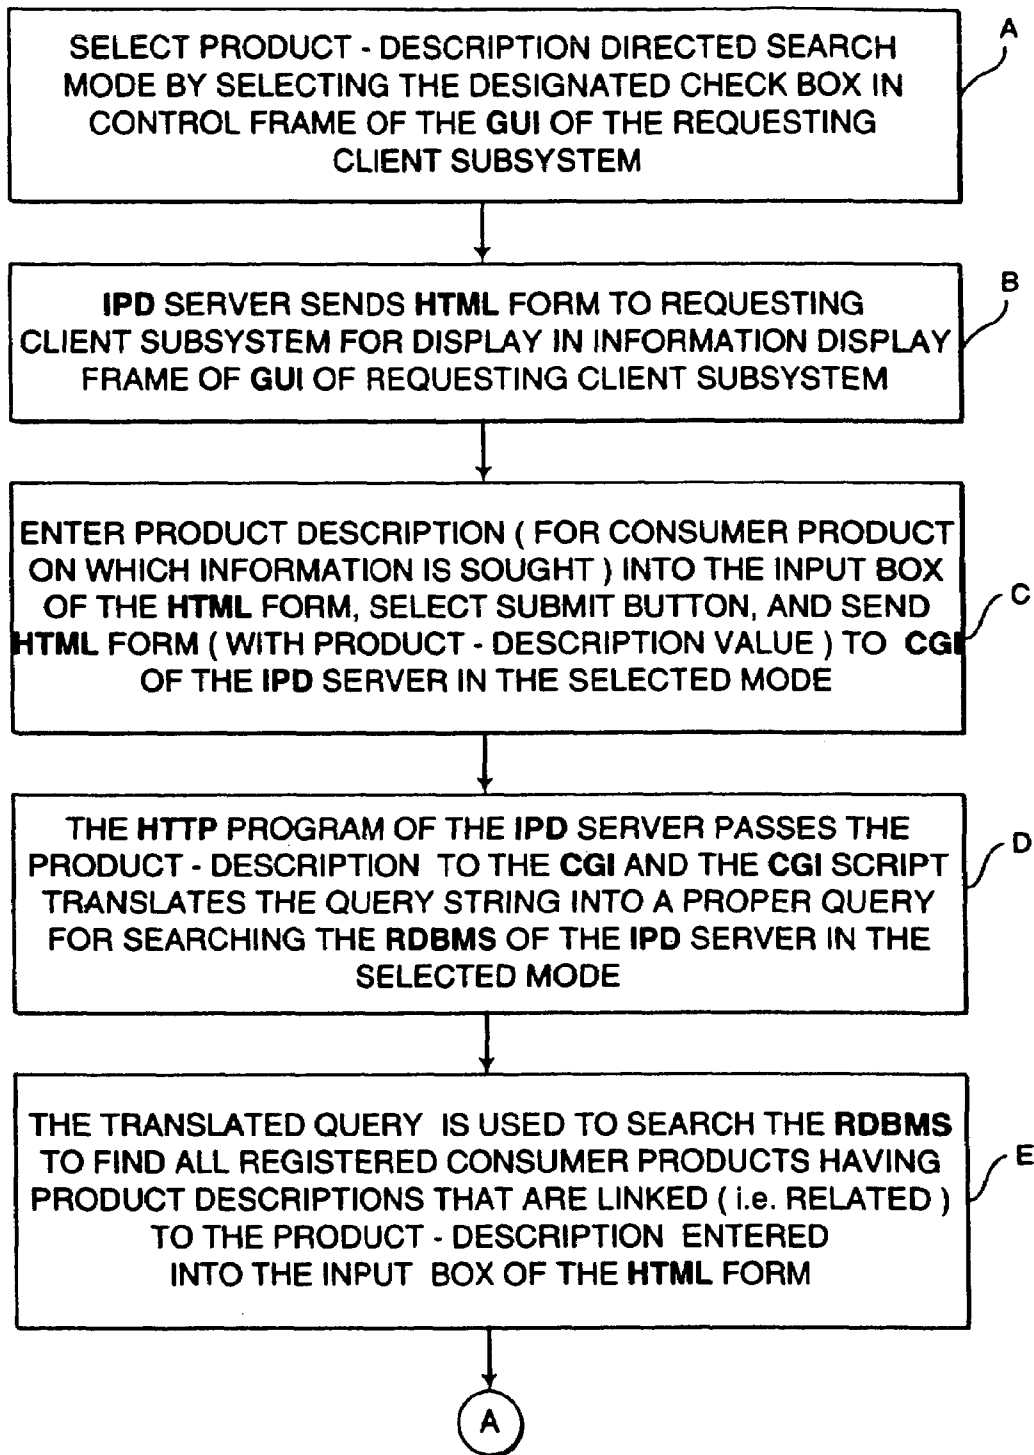 SELECT PRODUCT - DESCRIPTION DIRECTED SEARCH
MODE BY SELECTING THE DESIGNATED CHECK BOX IN
CONTROL FRAME OF THE GUI OF THE REQUESTING
CLIENT SUBSYSTEM
A
IPD SERVER SENDS HTML FORM TO REQUESTING
CLIENT SUBSYSTEM FOR DISPLAY IN INFORMATION DISPLAY
FRAME OF GUI OF REQUESTING CLIENT SUBSYSTEM
B
ENTER PRODUCT DESCRIPTION ( FOR CONSUMER PRODUCT
ON WHICH INFORMATION IS SOUGHT ) INTO THE INPUT BOX
OF THE HTML FORM, SELECT SUBMIT BUTTON, AND SEND
HTML FORM ( WITH PRODUCT - DESCRIPTION VALUE ) TO CGI
OF THE IPD SERVER IN THE SELECTED MODE
C
THE HTTP PROGRAM OF THE IPD SERVER PASSES THE
PRODUCT - DESCRIPTION TO THE CGI AND THE CGI SCRIPT
TRANSLATES THE QUERY STRING INTO A PROPER QUERY
FOR SEARCHING THE RDBMS OF THE IPD SERVER IN THE
SELECTED MODE
D
THE TRANSLATED QUERY IS USED TO SEARCH THE RDBMS
TO FIND ALL REGISTERED CONSUMER PRODUCTS HAVING
PRODUCT DESCRIPTIONS THAT ARE LINKED ( i.e. RELATED )
TO THE PRODUCT - DESCRIPTION ENTERED
INTO THE INPUT BOX OF THE HTML FORM
E
A